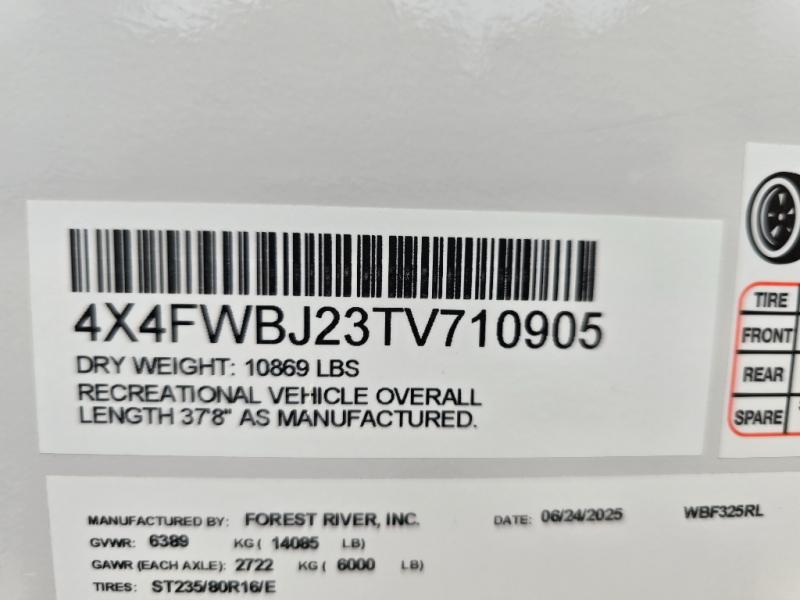 4X4FWBJ23TV710905
DRY WEIGHT: 10869 LBS
RECREATIONAL VEHICLE OVERALL
LENGTH 37'8" AS MANUFACTURED.
TIRE
FRONT
REAR
SPARE
MANUFACTURED BY: FOREST RIVER, INC. DATE: 06/24/2025 WBF325RL
GVWR: 6389 KG ( 14085 LB)
GAWR (EACH AXLE): 2722 KG ( 6000 LB)
TIRES: ST235/80R16/E